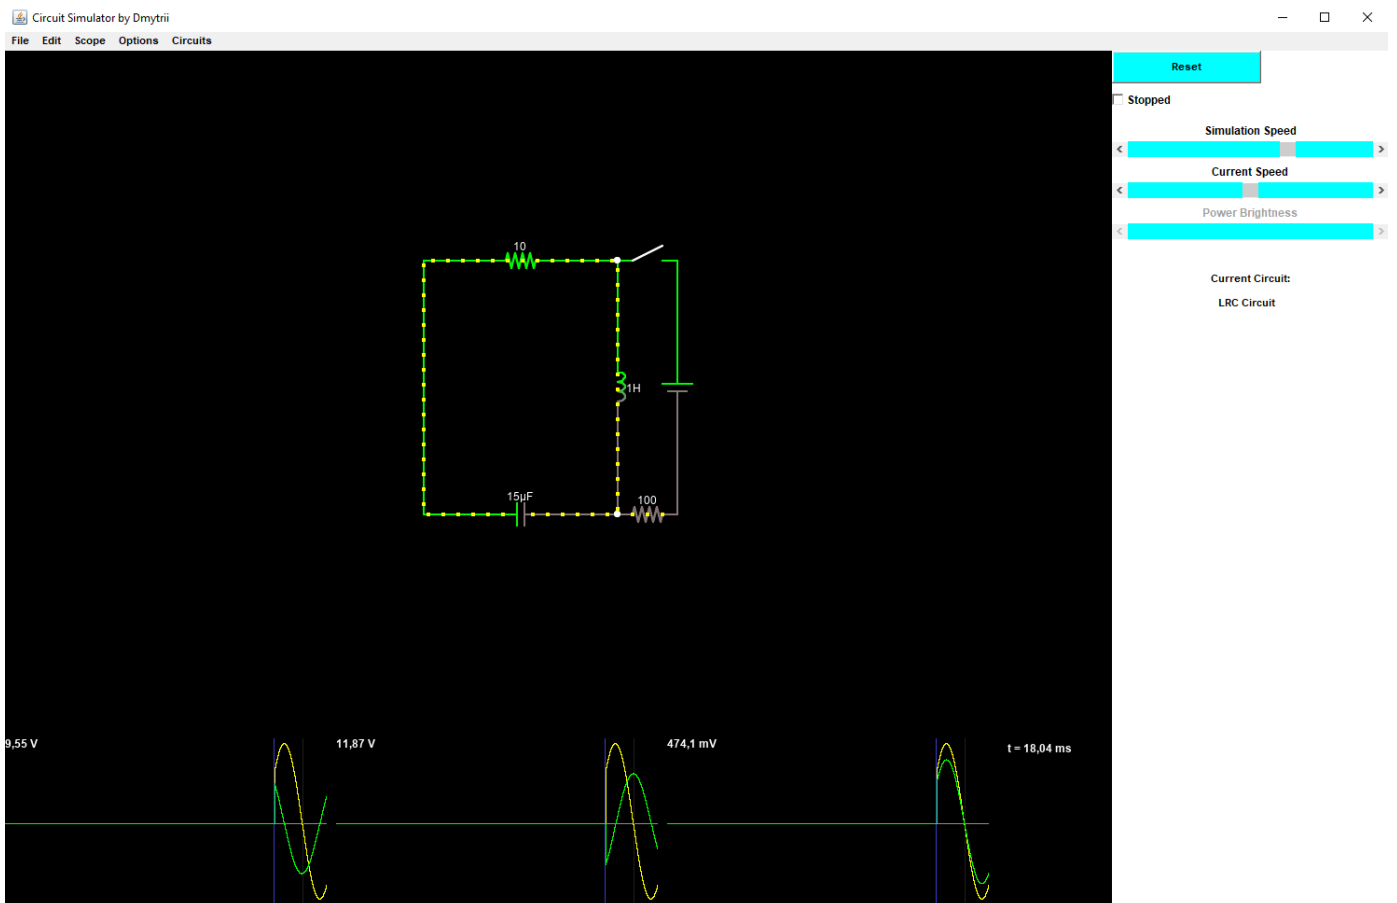 Circuit Simulator by Dmytrii
File Edit Scope Options Circuits
Reset
Stopped
Simulation Speed
Current Speed
Power Brightness
Current Circuit:
LRC Circuit
10
1H
15µF
100
9,55 V
11,87 V
474,1 mV
t = 18,04 ms